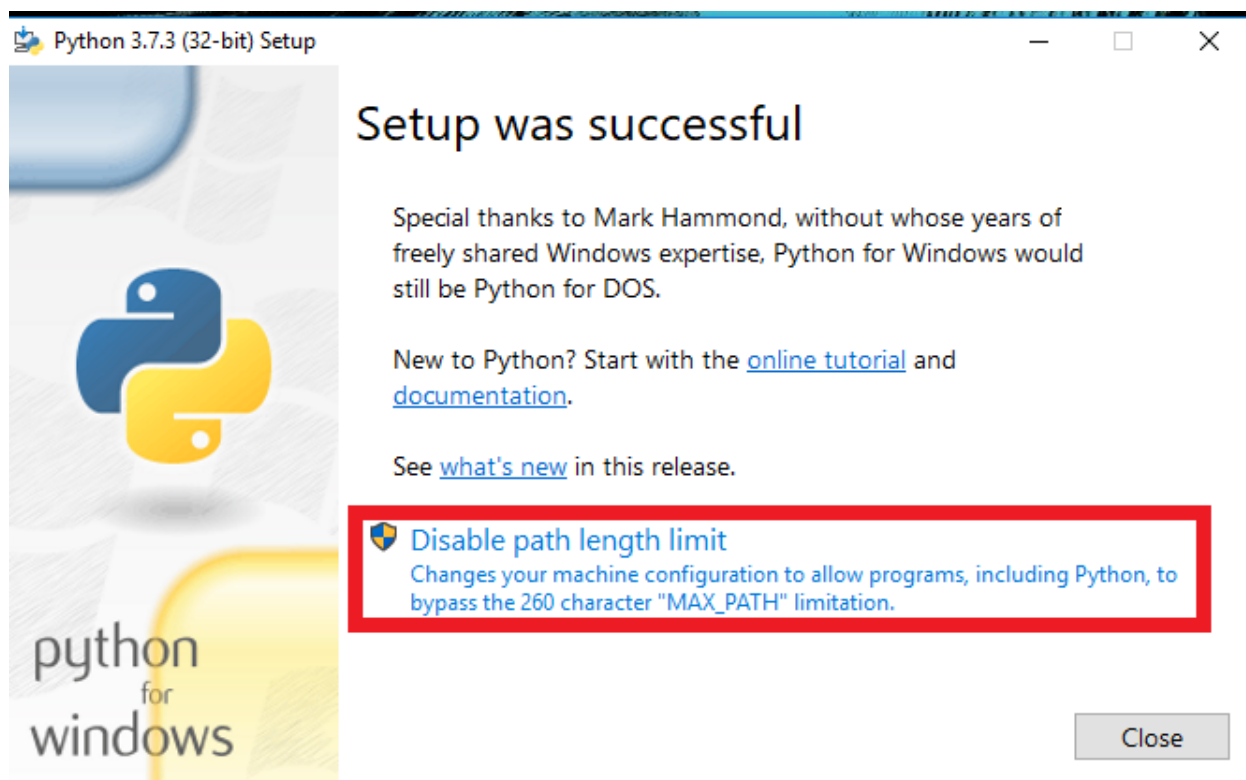 Python 3.7.3 (32-bit) Setup
Setup was successful
Special thanks to Mark Hammond, without whose years of
freely shared Windows expertise, Python for Windows would
still be Python for DOS.
New to Python? Start with the online tutorial and
documentation.
See what's new in this release.
Disable path length limit
Changes your machine configuration to allow programs, including Python, to
bypass the 260 character "MAX_PATH" limitation.
python
for
windows
Close